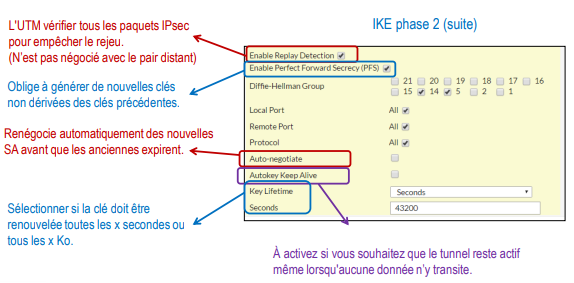 IKE phase 2 (suite)
L'UTM vérifier tous les paquets IPsec
pour empêcher le rejeu.
(N'est pas négocié avec le pair distant)
Oblige à générer de nouvelles clés
non dérivées des clés précédentes.
Renégocie automatiquement des nouvelles
SA avant que les anciennes expirent.
Sélectionner si la clé doit être
renouvelée toutes les x secondes ou
tous les x Ko.
Enable Replay Detection
Enable Perfect Forward Secrecy (PFS)
Diffie-Hellman Group 21 20 19 18 17 16
15 14 5 2 1
Local Port All
Remote Port All
Protocol All
Auto-negotiate
Autokey Keep Alive
Key Lifetime Seconds
Seconds 43200
À activez si vous souhaitez que le tunnel reste actif
même lorsqu'aucune donnée n'y transite.